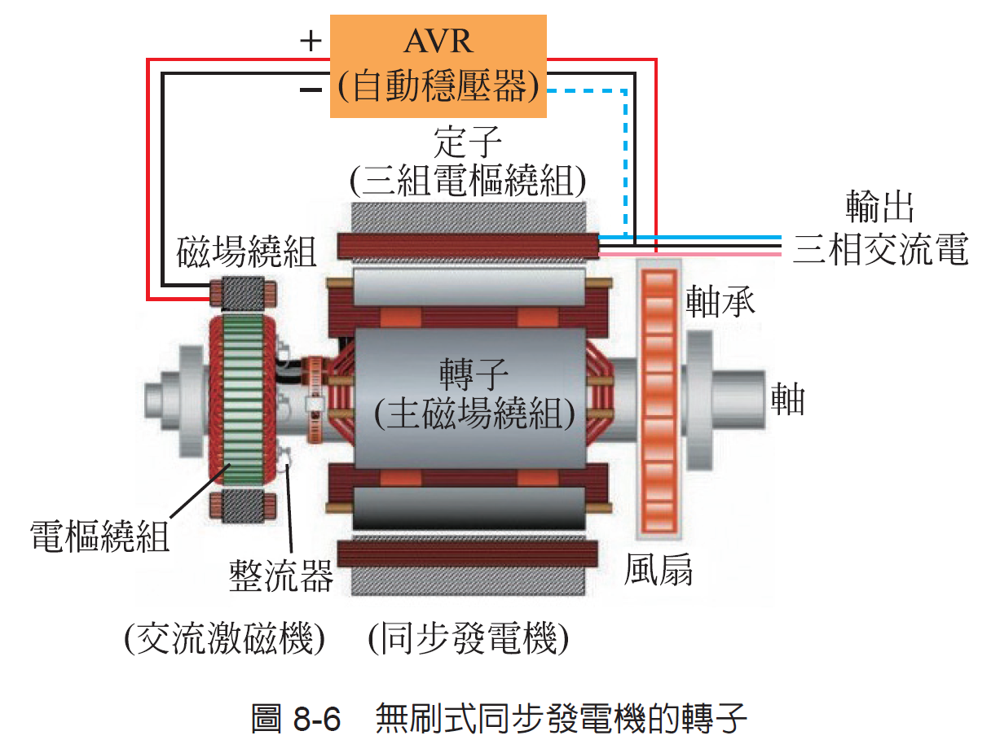 +
AVR
(自動穩壓器)
−
定子
(三組電樞繞組)
輸出
三相交流電
磁場繞組
軸承
轉子
(主磁場繞組)
軸
電樞繞組
整流器
風扇
(交流激磁機)
(同步發電機)
圖 8-6 無刷式同步發電機的轉子